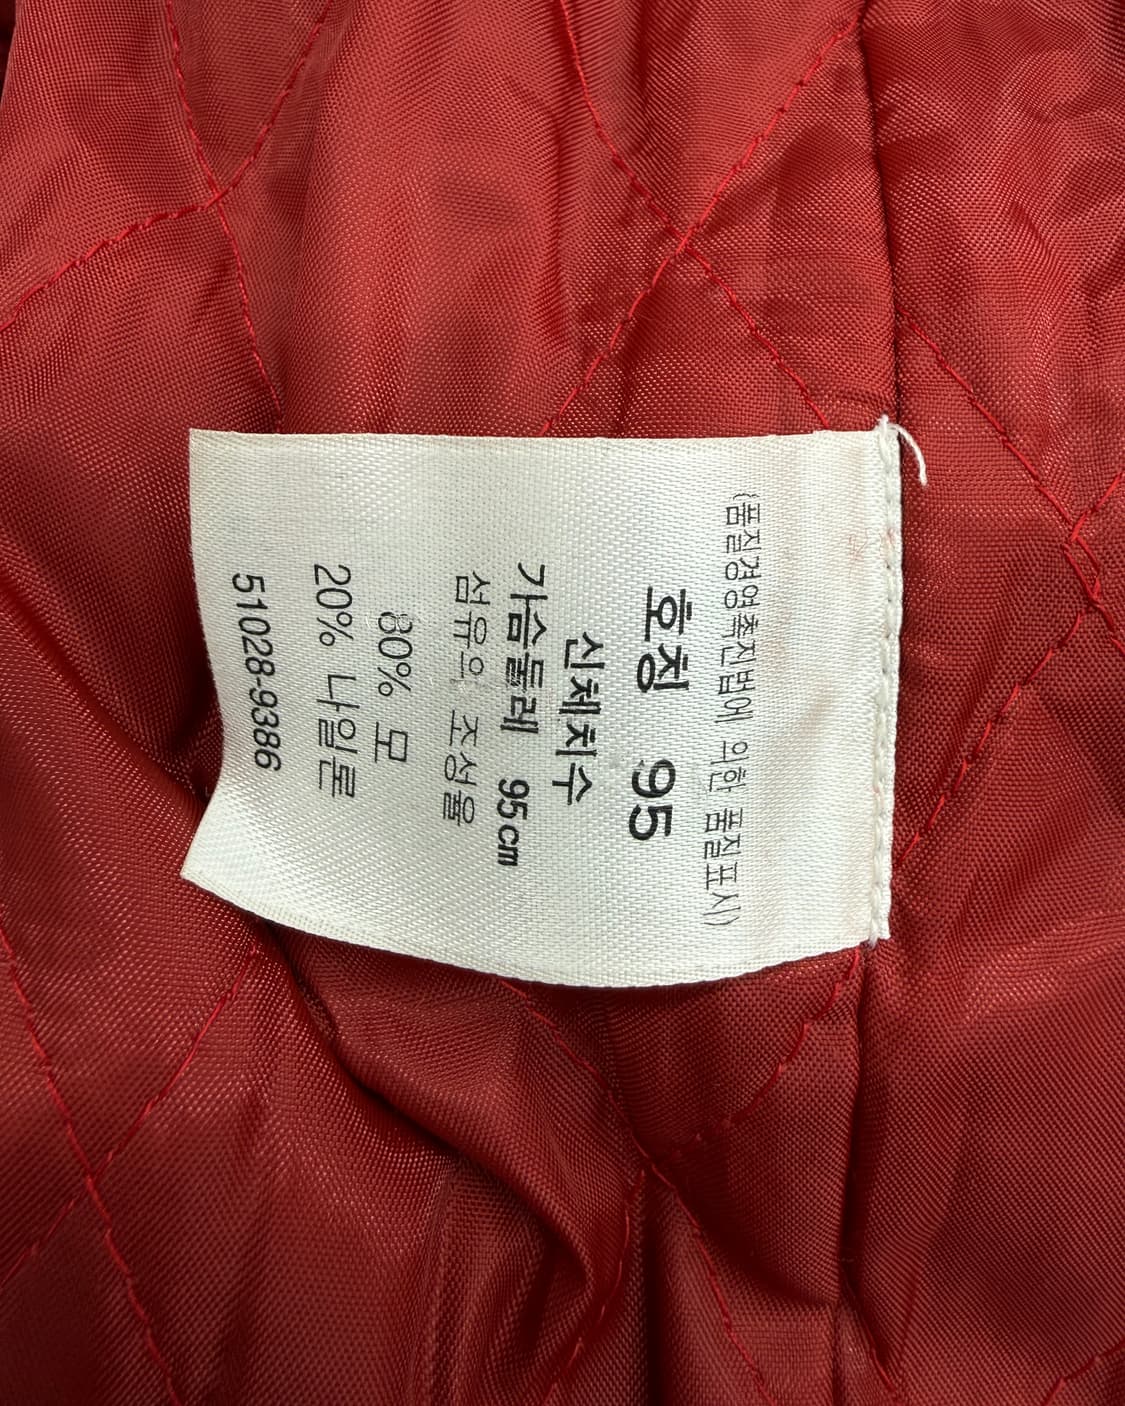 (품질경영촉진법에 의한 품질표시)
호칭 95
신체치수
가슴둘레 95cm
섬유의 조성율
80% 모
20% 나일론
51028-9386